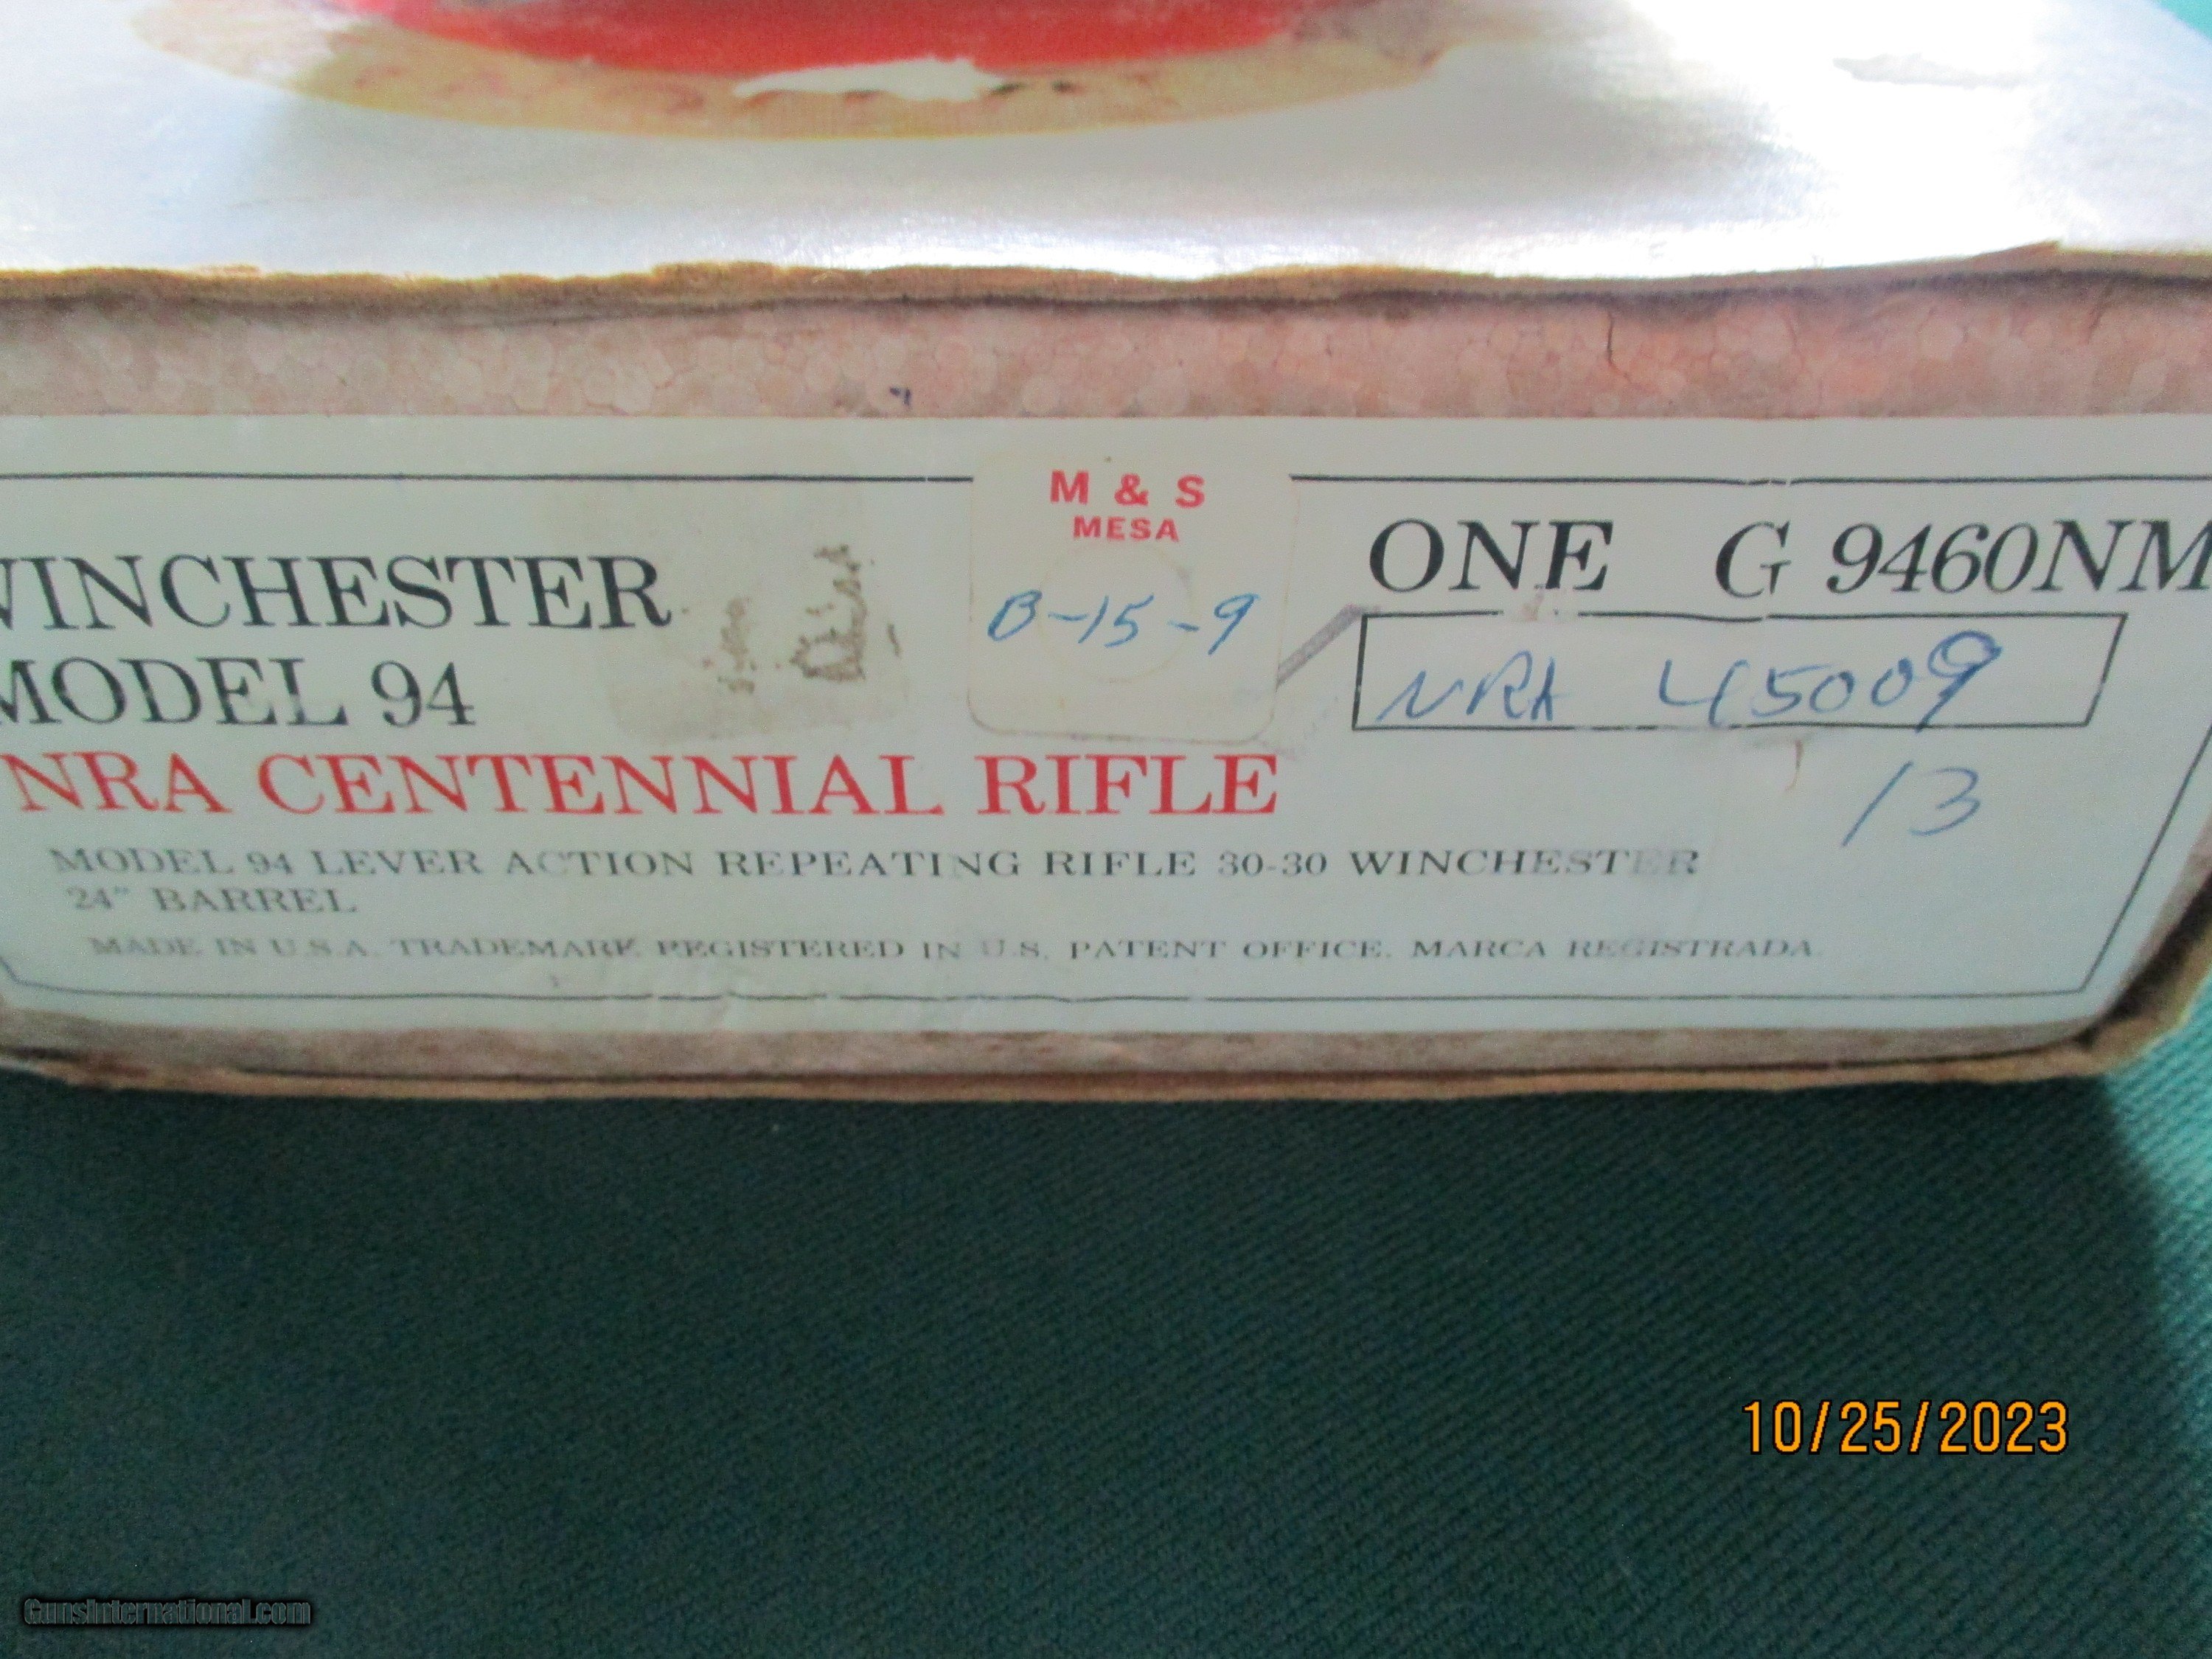 WINCHESTER
MODEL 94
NRA CENTENNIAL RIFLE
MODEL 94 LEVER ACTION REPEATING RIFLE 30-30 WINCHESTER
24" BARREL
MADE IN U.S.A. TRADEMARK REGISTERED IN U.S. PATENT OFFICE. MARCA REGISTRADA
M & S
MESA
B-15-9
ONE G 9460NM
NRA 45009
13
10/25/2023
GunsInternational.com